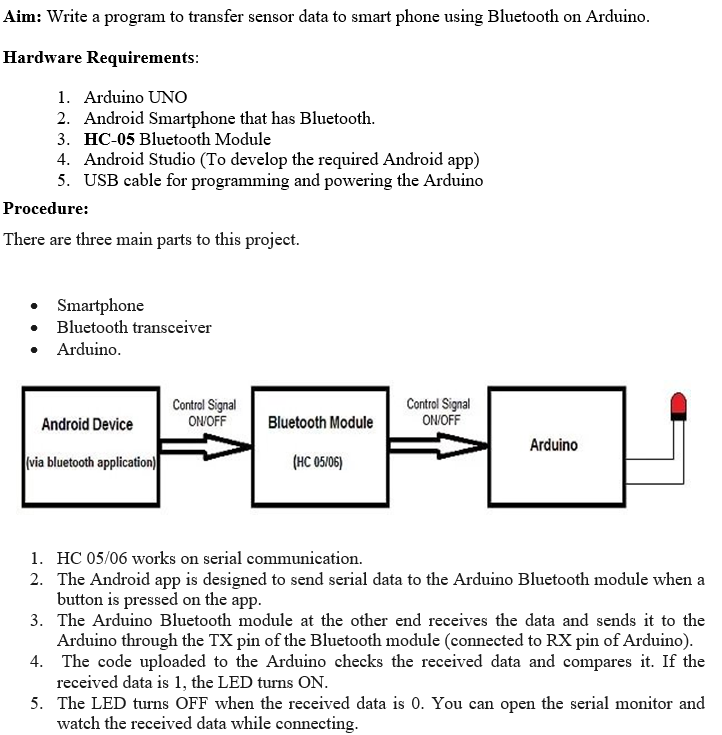 Aim: Write a program to transfer sensor data to smart phone using Bluetooth on Arduino.
Hardware Requirements:
1. Arduino UNO
2. Android Smartphone that has Bluetooth.
3. HC-05 Bluetooth Module
4. Android Studio (To develop the required Android app)
5. USB cable for programming and powering the Arduino
Procedure:
There are three main parts to this project.
• Smartphone
• Bluetooth transceiver
• Arduino.
Android Device
(via bluetooth application)
Control Signal
ON/OFF
Bluetooth Module
(HC 05/06)
Control Signal
ON/OFF
Arduino
1. HC 05/06 works on serial communication.
2. The Android app is designed to send serial data to the Arduino Bluetooth module when a
button is pressed on the app.
3. The Arduino Bluetooth module at the other end receives the data and sends it to the
Arduino through the TX pin of the Bluetooth module (connected to RX pin of Arduino).
4. The code uploaded to the Arduino checks the received data and compares it. If the
received data is 1, the LED turns ON.
5. The LED turns OFF when the received data is 0. You can open the serial monitor and
watch the received data while connecting.